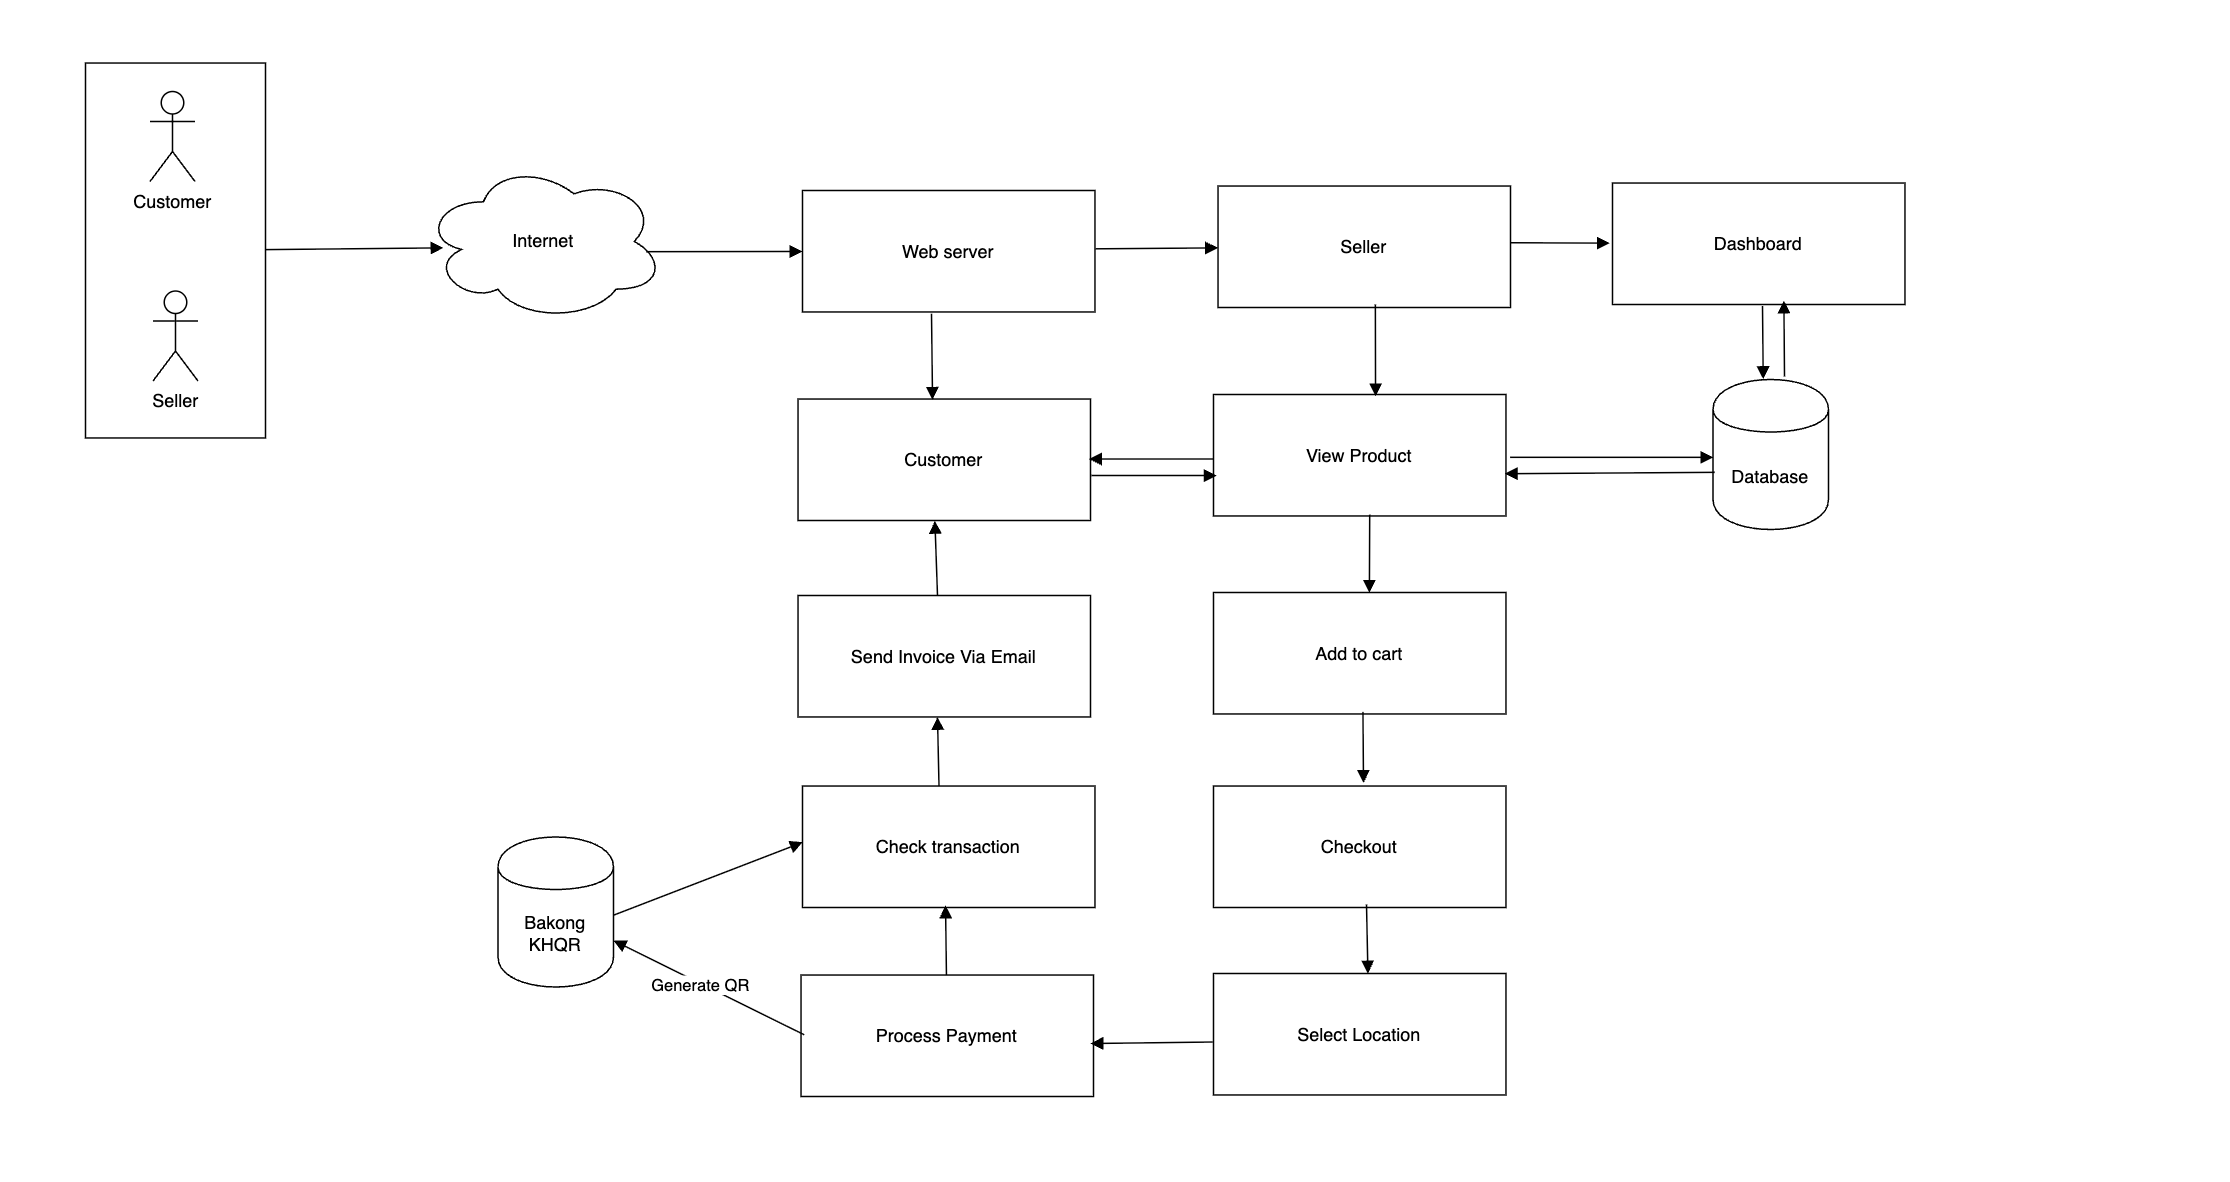 Customer
Seller
Internet
Web server
Seller
Dashboard
Customer
View Product
Database
Send Invoice Via Email
Add to cart
Check transaction
Checkout
Bakong
KHQR
Generate QR
Process Payment
Select Location